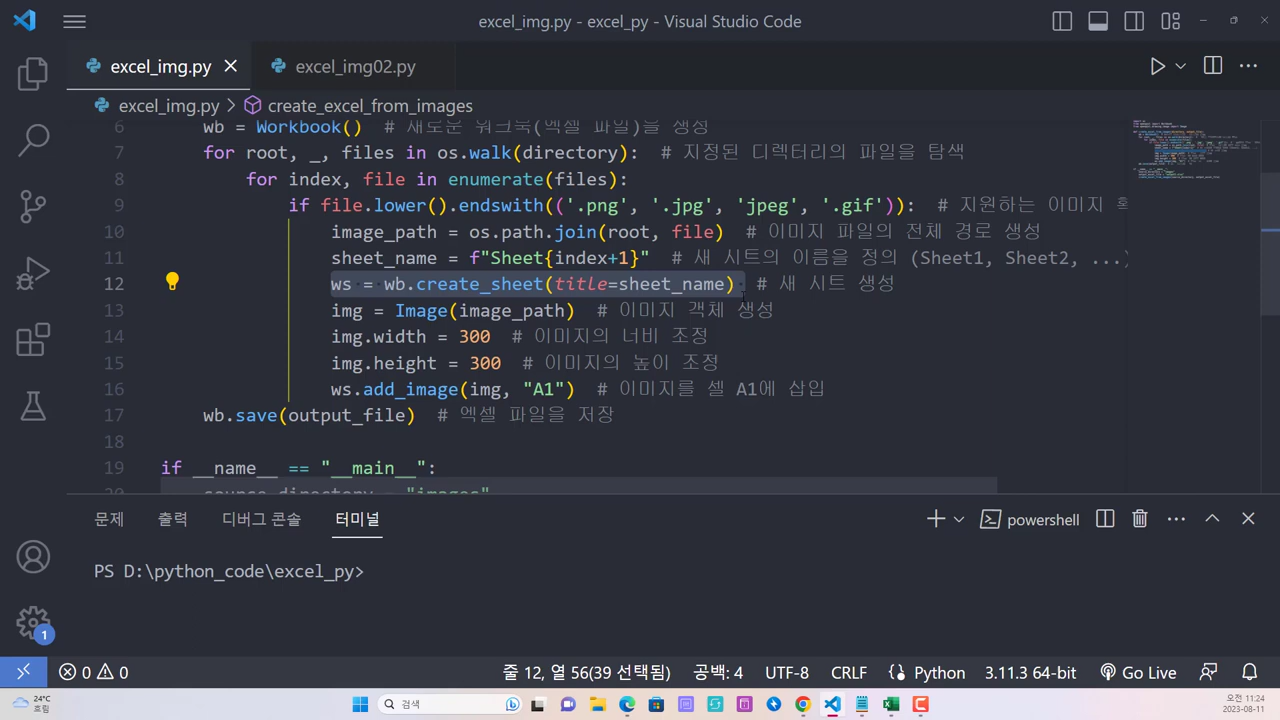 excel_img.py - excel_py - Visual Studio Code
excel_img.py
excel_img02.py
excel_img.py > create_excel_from_images
6 wb = Workbook() # 새로운 워크북(엑셀 파일)을 생성
7 for root, _, files in os.walk(directory): # 지정된 디렉터리의 파일을 탐색
8 for index, file in enumerate(files):
9 if file.lower().endswith(('.png', '.jpg', 'jpeg', '.gif')): # 지원하는 이미지 확
10 image_path = os.path.join(root, file) # 이미지 파일의 전체 경로 생성
11 sheet_name = f"Sheet{index+1}" # 새 시트의 이름을 정의 (Sheet1, Sheet2, ...)
12 ws = wb.create_sheet(title=sheet_name) # 새 시트 생성
13 img = Image(image_path) # 이미지 객체 생성
14 img.width = 300 # 이미지의 너비 조정
15 img.height = 300 # 이미지의 높이 조정
16 ws.add_image(img, "A1") # 이미지를 셀 A1에 삽입
17 wb.save(output_file) # 엑셀 파일을 저장
18
19 if __name__ == "__main__":
20 source_directory = "images"
문제 출력 디버그 콘솔 터미널
powershell
PS D:\python_code\excel_py>
1
0 0
줄 12, 열 56(39 선택됨)
공백: 4
UTF-8
CRLF
Python
3.11.3 64-bit
Go Live
24°C
흐림
검색
오전 11:24
2023-08-11